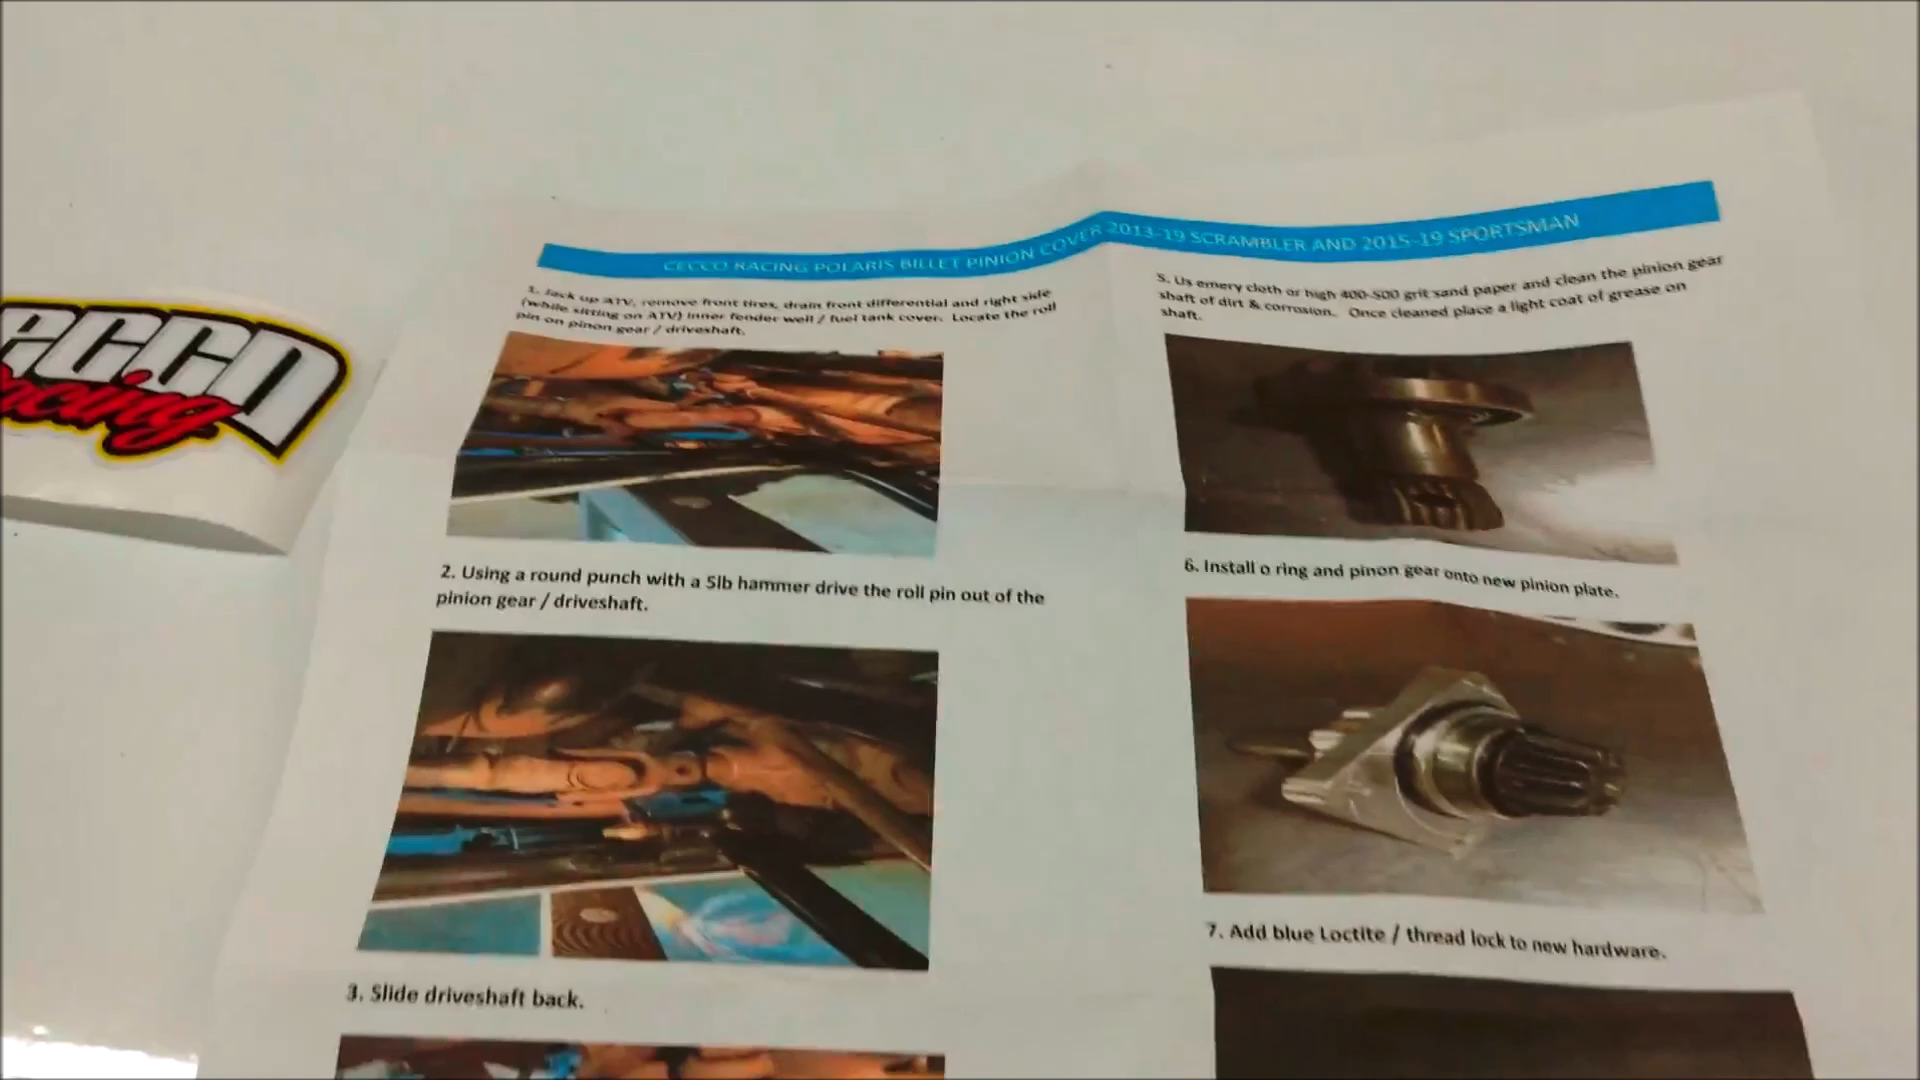 CECCO RACING POLARIS BILLET PINION COVER 2013-19 SCRAMBLER AND 2015-19 SPORTSMAN
1. Jack up ATV, remove front tires, drain front differential and right side
(while sitting on ATV) inner fender well / fuel tank cover. Locate the roll
pin on pinon gear / driveshaft.
2. Using a round punch with a 5lb hammer drive the roll pin out of the
pinion gear / driveshaft.
3. Slide driveshaft back.
5. Us emery cloth or high 400-500 grit sand paper and clean the pinion gear
shaft of dirt & corrosion. Once cleaned place a light coat of grease on
shaft.
6. Install o ring and pinon gear onto new pinion plate.
7. Add blue Loctite / thread lock to new hardware.
ecco
acing